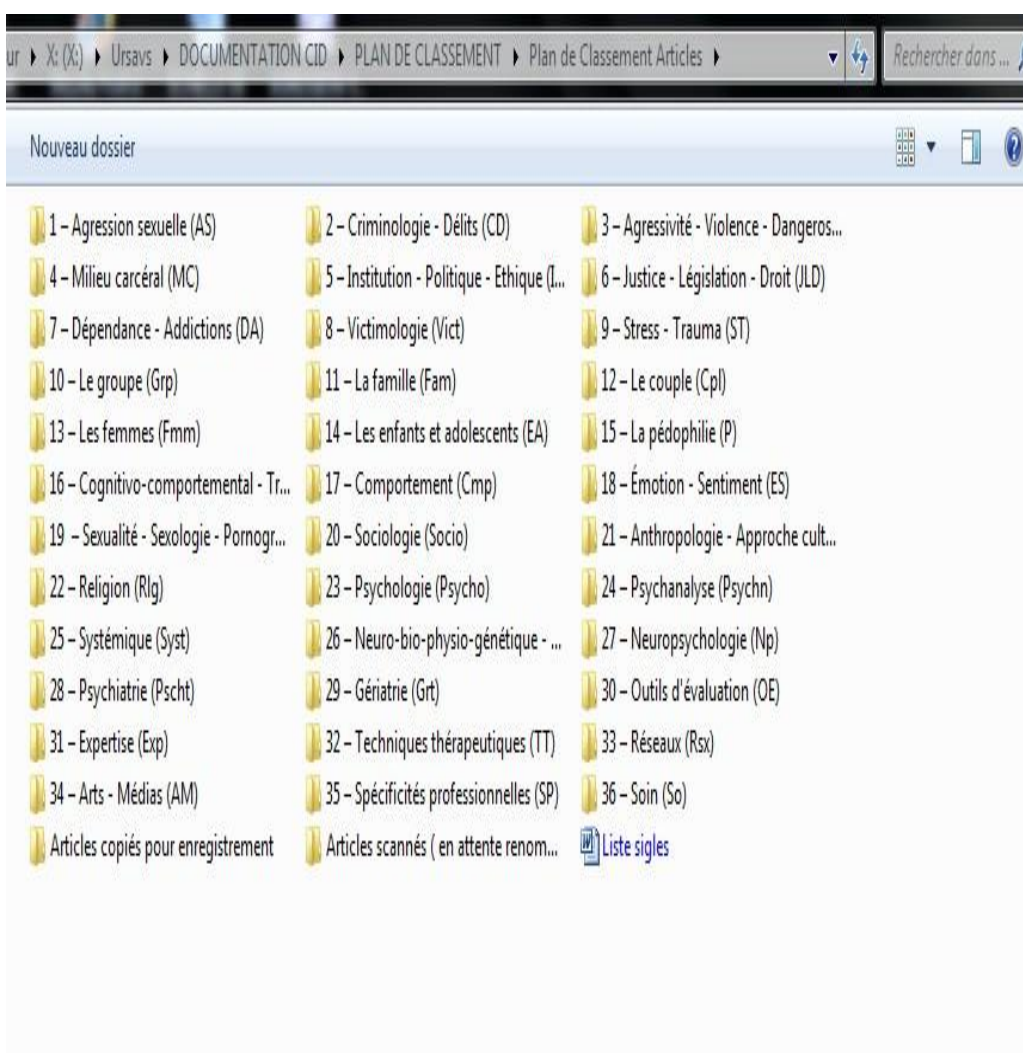 ur ▸ X: (X:) ▸ Ursavs ▸ DOCUMENTATION CID ▸ PLAN DE CLASSEMENT ▸ Plan de Classement Articles ▸ Rechercher dans ...
Nouveau dossier
1 – Agression sexuelle (AS) 2 – Criminologie - Délits (CD) 3 – Agressivité - Violence - Dangeros...
4 – Milieu carcéral (MC) 5 – Institution - Politique - Ethique (I... 6 – Justice - Législation - Droit (JLD)
7 – Dépendance - Addictions (DA) 8 – Victimologie (Vict) 9 – Stress - Trauma (ST)
10 – Le groupe (Grp) 11 – La famille (Fam) 12 – Le couple (Cpl)
13 – Les femmes (Fmm) 14 – Les enfants et adolescents (EA) 15 – La pédophilie (P)
16 – Cognitivo-comportemental - Tr... 17 – Comportement (Cmp) 18 – Émotion - Sentiment (ES)
19 – Sexualité - Sexologie - Pornogr... 20 – Sociologie (Socio) 21 – Anthropologie - Approche cult...
22 – Religion (Rlg) 23 – Psychologie (Psycho) 24 – Psychanalyse (Psychn)
25 – Systémique (Syst) 26 – Neuro-bio-physio-génétique - ... 27 – Neuropsychologie (Np)
28 – Psychiatrie (Pscht) 29 – Gériatrie (Grt) 30 – Outils d'évaluation (OE)
31 – Expertise (Exp) 32 – Techniques thérapeutiques (TT) 33 – Réseaux (Rsx)
34 – Arts - Médias (AM) 35 – Spécificités professionnelles (SP) 36 – Soin (So)
Articles copiés pour enregistrement Articles scannés ( en attente renom... Liste sigles